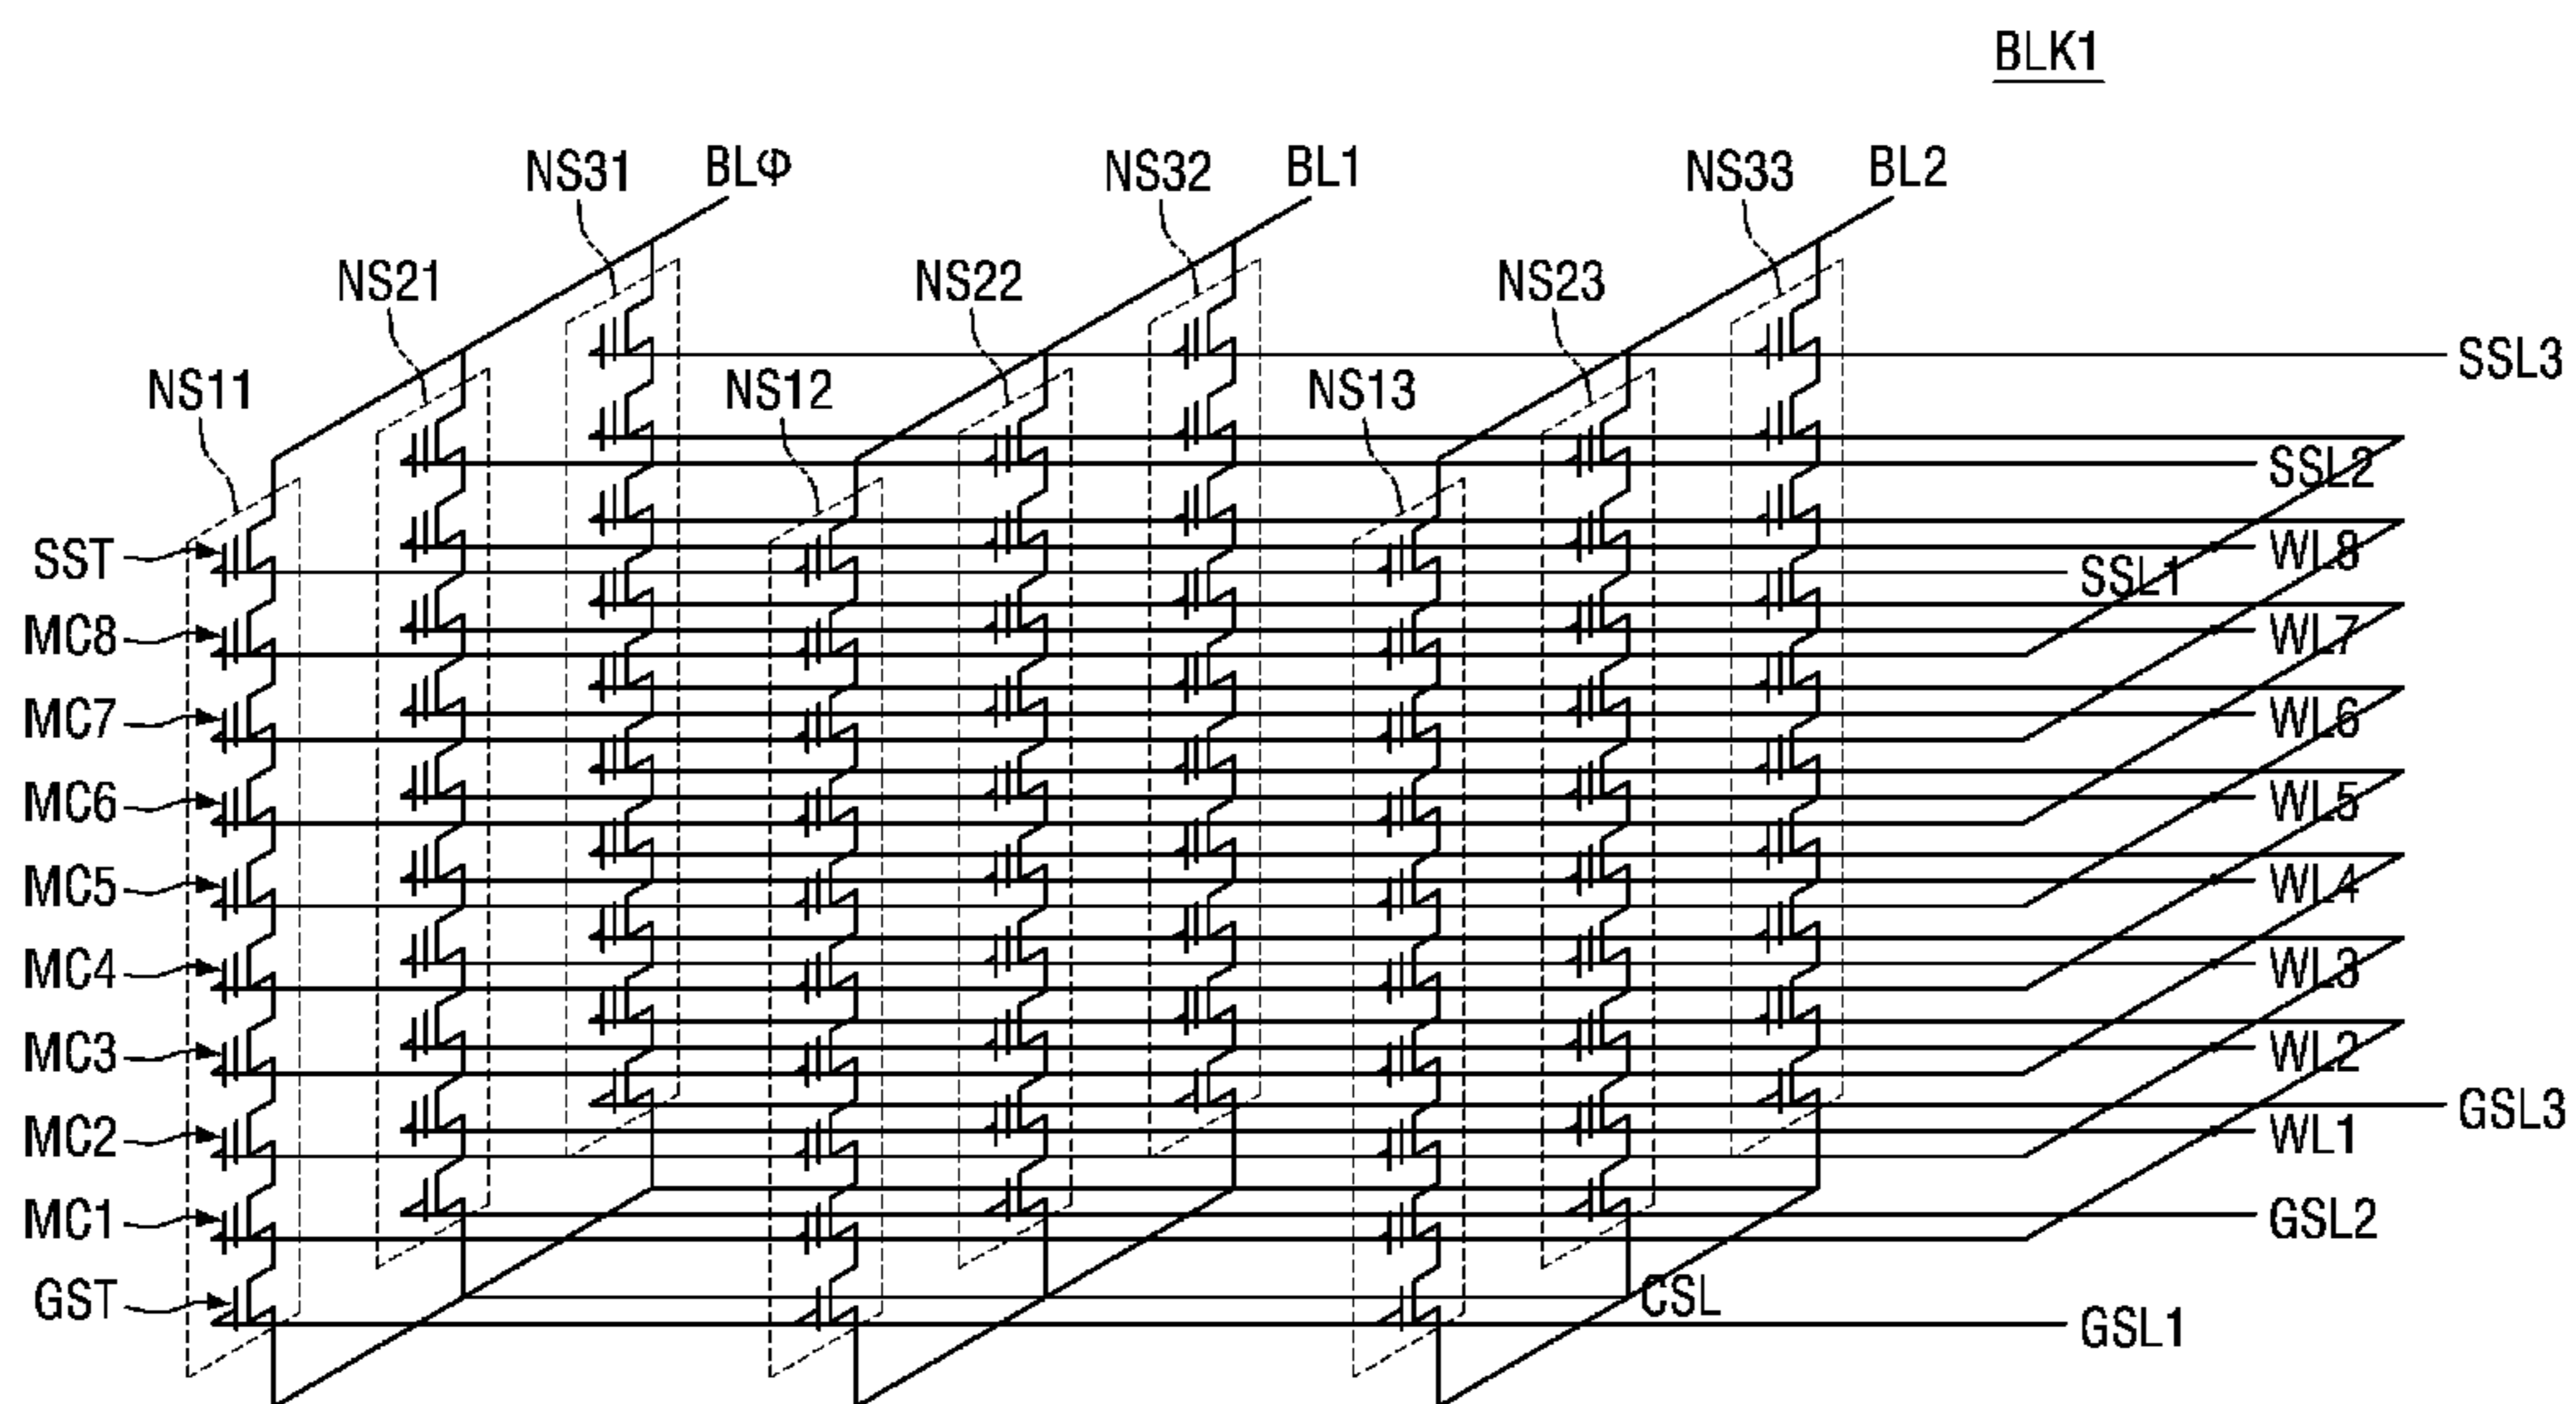 BLK1
NS31
BLΦ
NS32
BL1
NS33
BL2
NS21
NS22
NS23
NS11
NS12
NS13
SSL3
SSL2
SST
WL8
SSL1
MC8
WL7
MC7
WL6
MC6
WL5
MC5
WL4
MC4
WL3
MC3
WL2
GSL3
MC2
WL1
MC1
GSL2
GST
CSL
GSL1